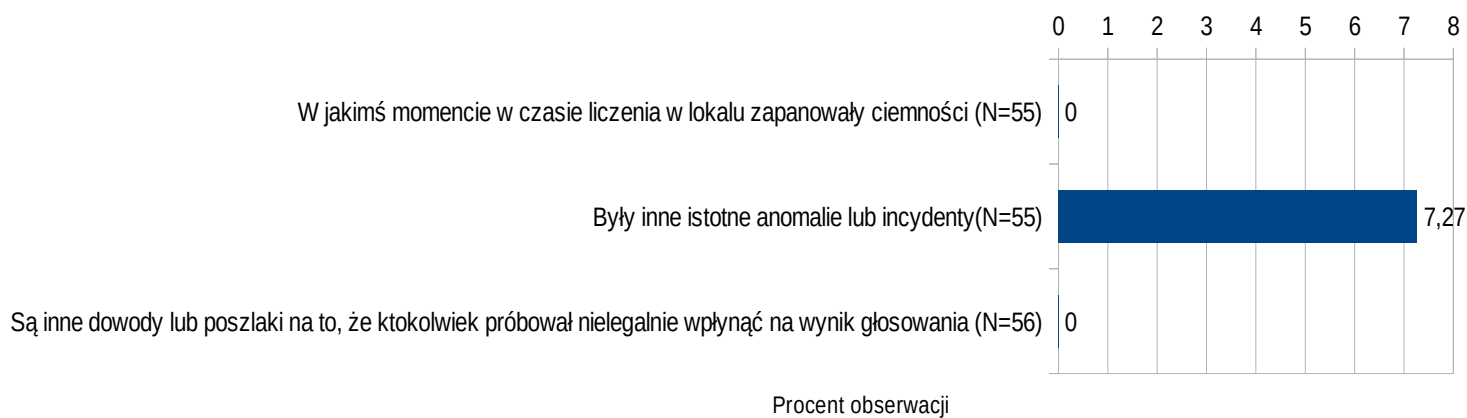 0 1 2 3 4 5 6 7 8
W jakimś momencie w czasie liczenia w lokalu zapanowały ciemności (N=55) 0
Były inne istotne anomalie lub incydenty(N=55) 7,27
Są inne dowody lub poszlaki na to, że ktokolwiek próbował nielegalnie wpłynąć na wynik głosowania (N=56) 0
Procent obserwacji